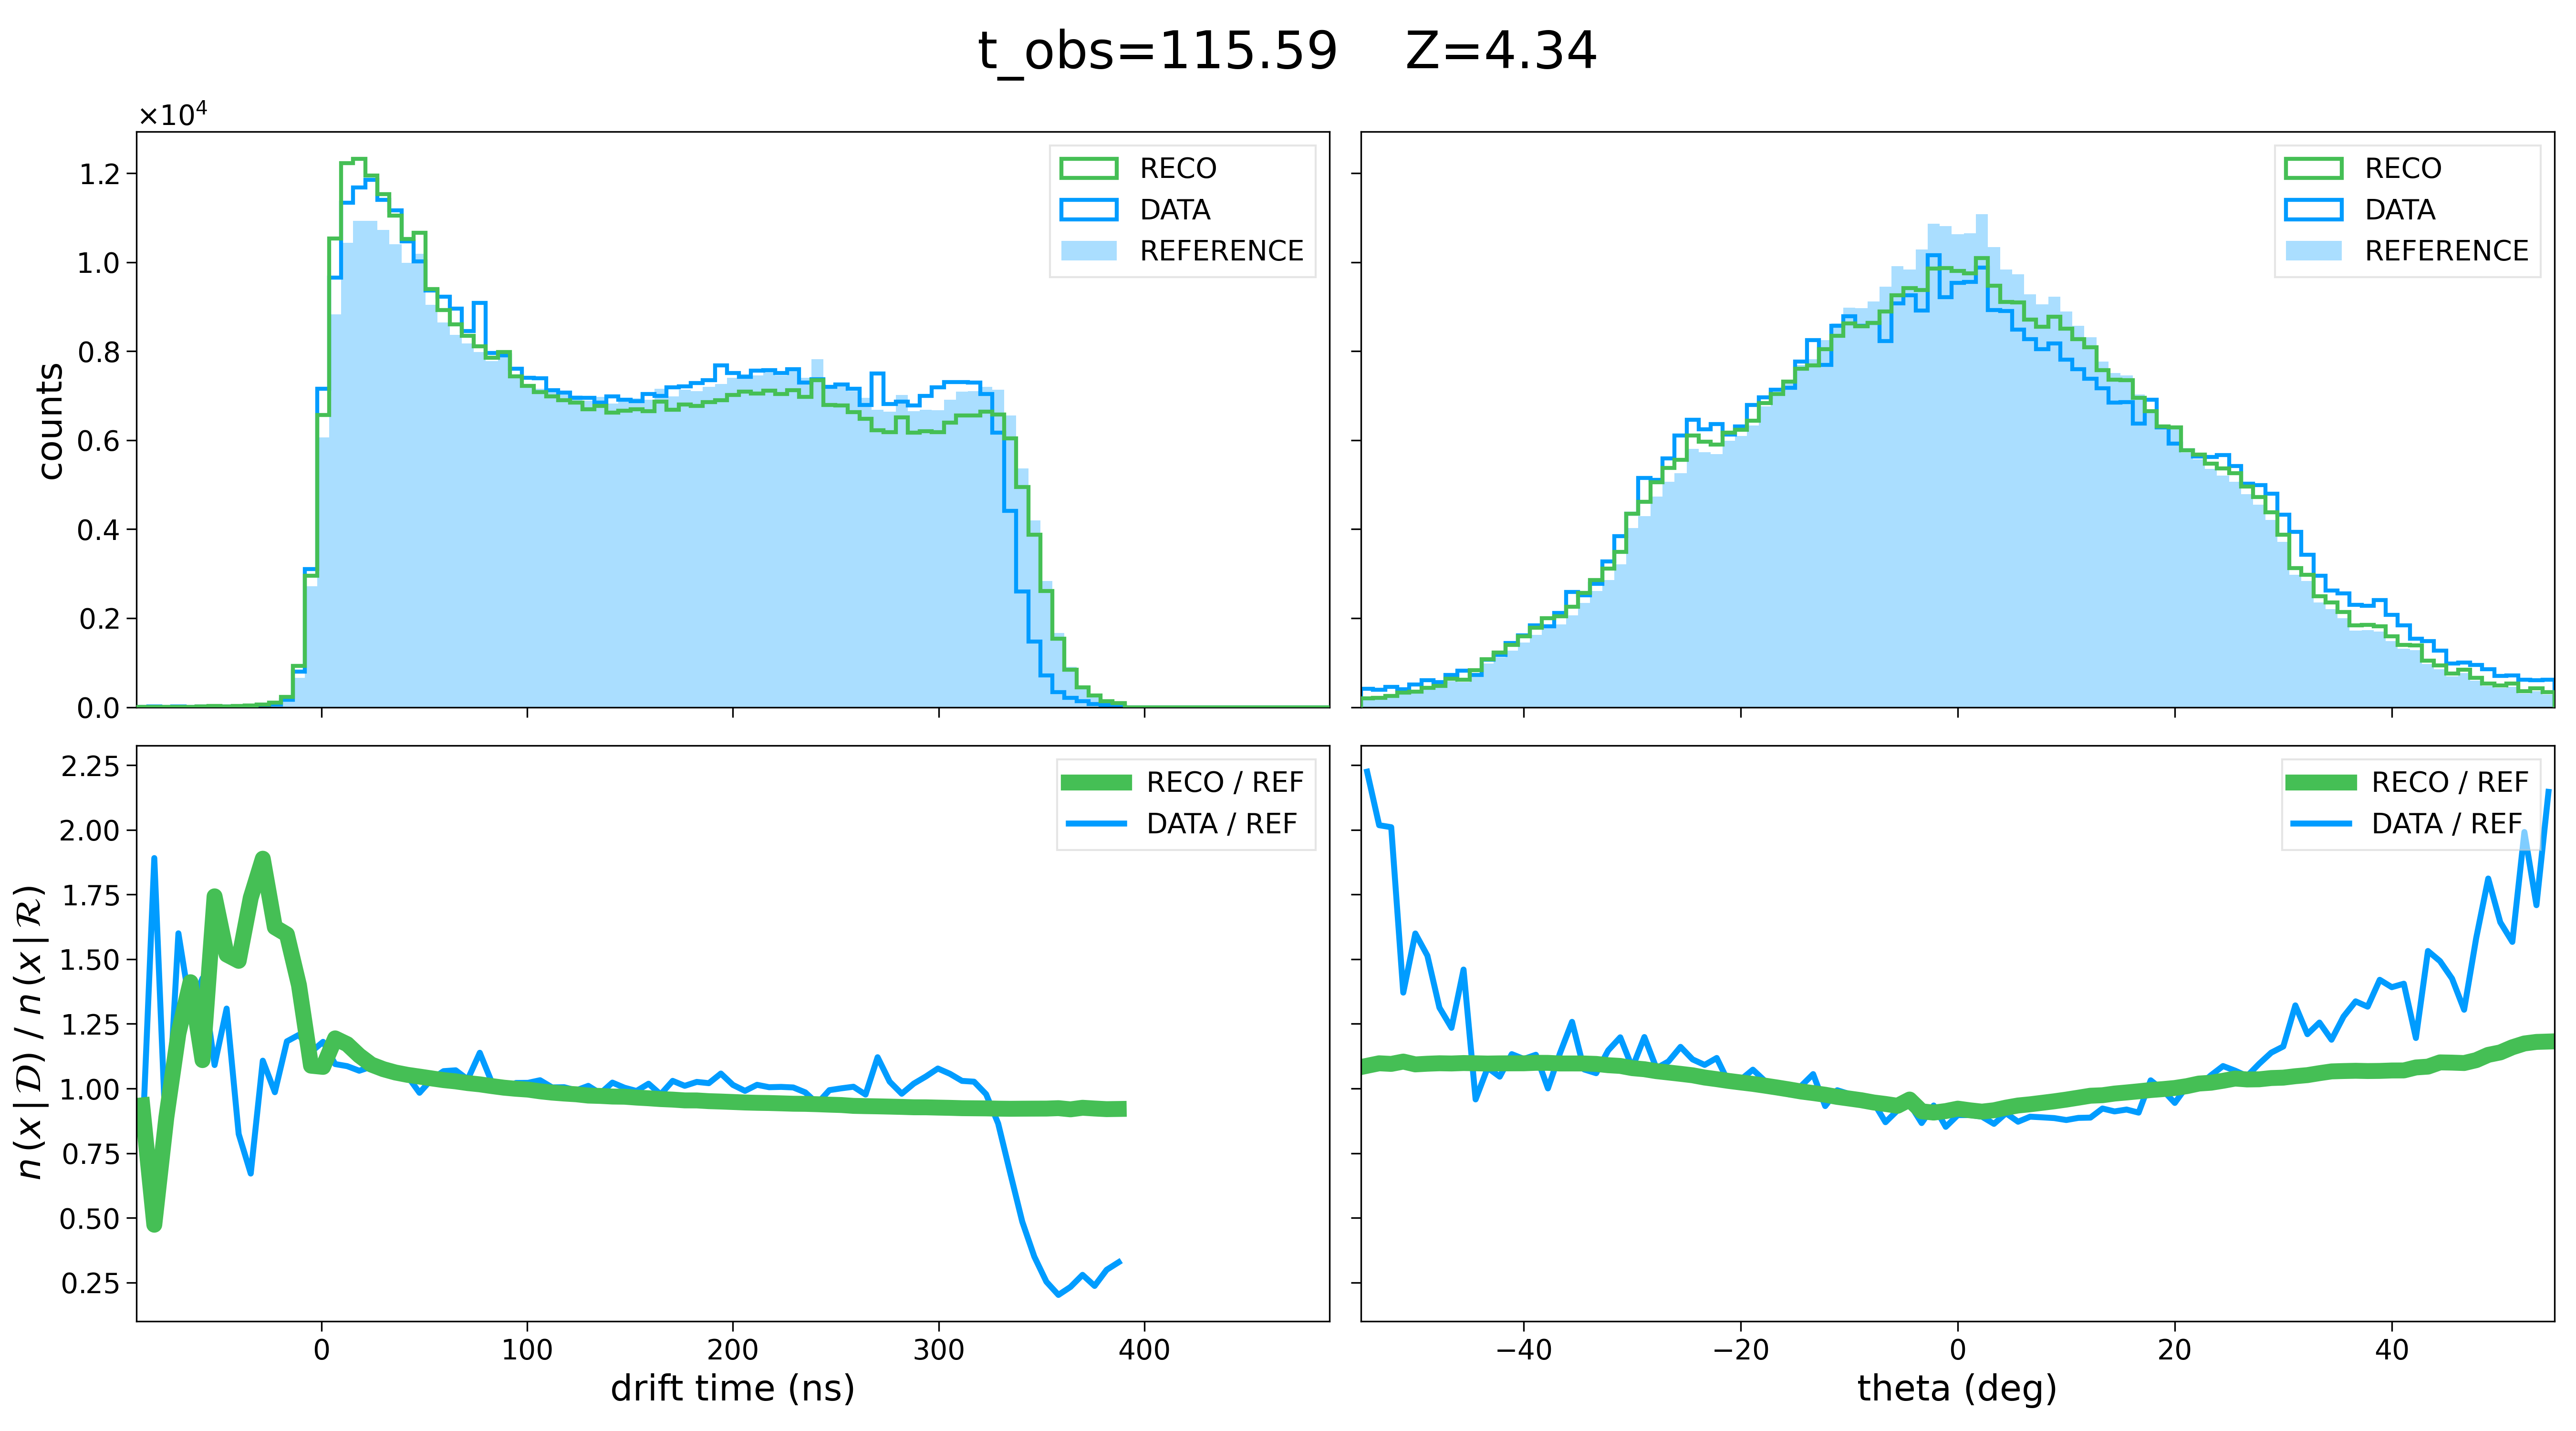 t_obs=115.59 Z=4.34
×10⁴
1.2
1.0
0.8
0.6
0.4
0.2
0.0
counts
RECO
DATA
REFERENCE
RECO
DATA
REFERENCE
2.25
2.00
1.75
1.50
1.25
1.00
0.75
0.50
0.25
n(x|𝒟) / n(x|ℛ)
RECO / REF
DATA / REF
0 100 200 300 400
drift time (ns)
RECO / REF
DATA / REF
−40 −20 0 20 40
theta (deg)